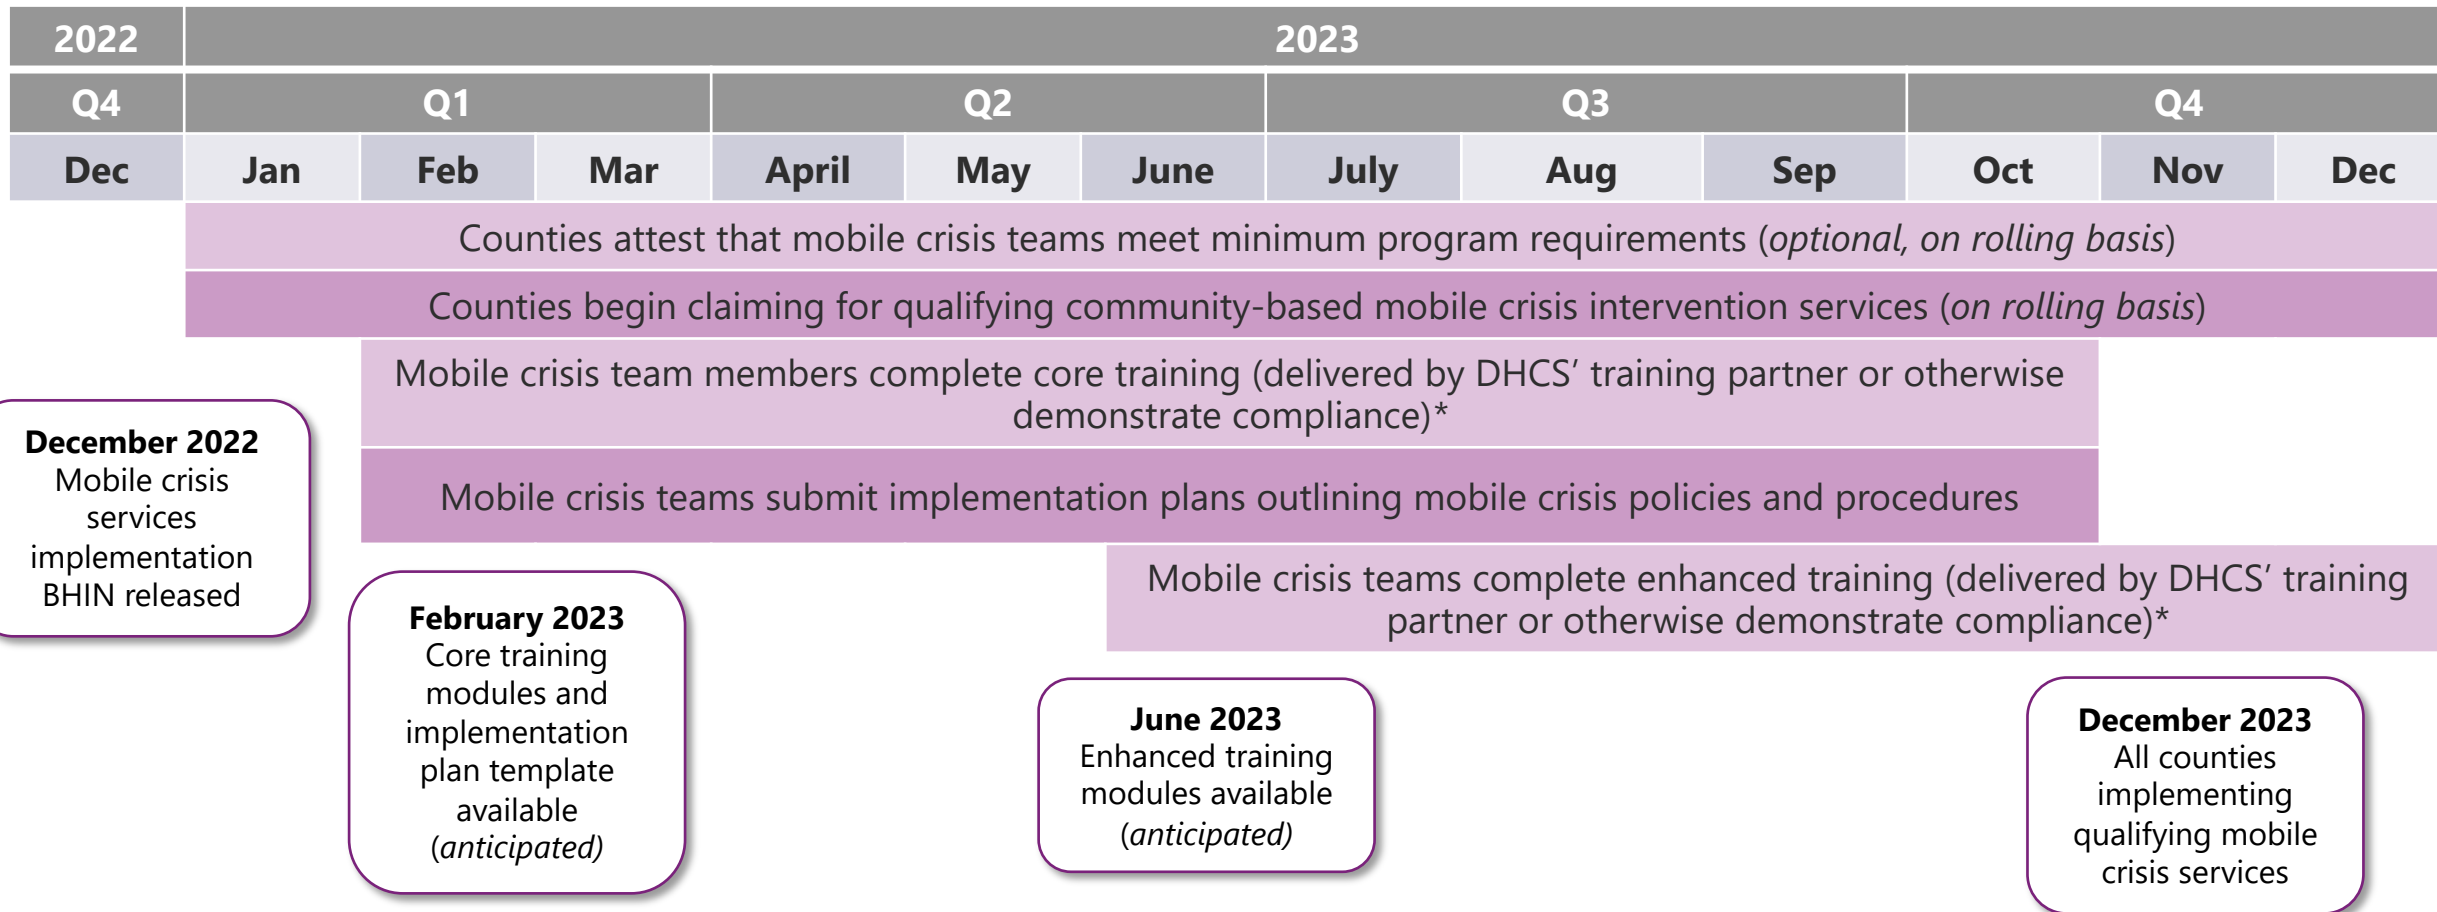 2022 2023
Q4 Q1 Q2 Q3 Q4
Dec Jan Feb Mar April May June July Aug Sep Oct Nov Dec
Counties attest that mobile crisis teams meet minimum program requirements (optional, on rolling basis)
Counties begin claiming for qualifying community-based mobile crisis intervention services (on rolling basis)
Mobile crisis team members complete core training (delivered by DHCS’ training partner or otherwise
demonstrate compliance)*
Mobile crisis teams submit implementation plans outlining mobile crisis policies and procedures
Mobile crisis teams complete enhanced training (delivered by DHCS’ training
partner or otherwise demonstrate compliance)*
December 2022
Mobile crisis
services
implementation
BHIN released
February 2023
Core training
modules and
implementation
plan template
available
(anticipated)
June 2023
Enhanced training
modules available
(anticipated)
December 2023
All counties
implementing
qualifying mobile
crisis services